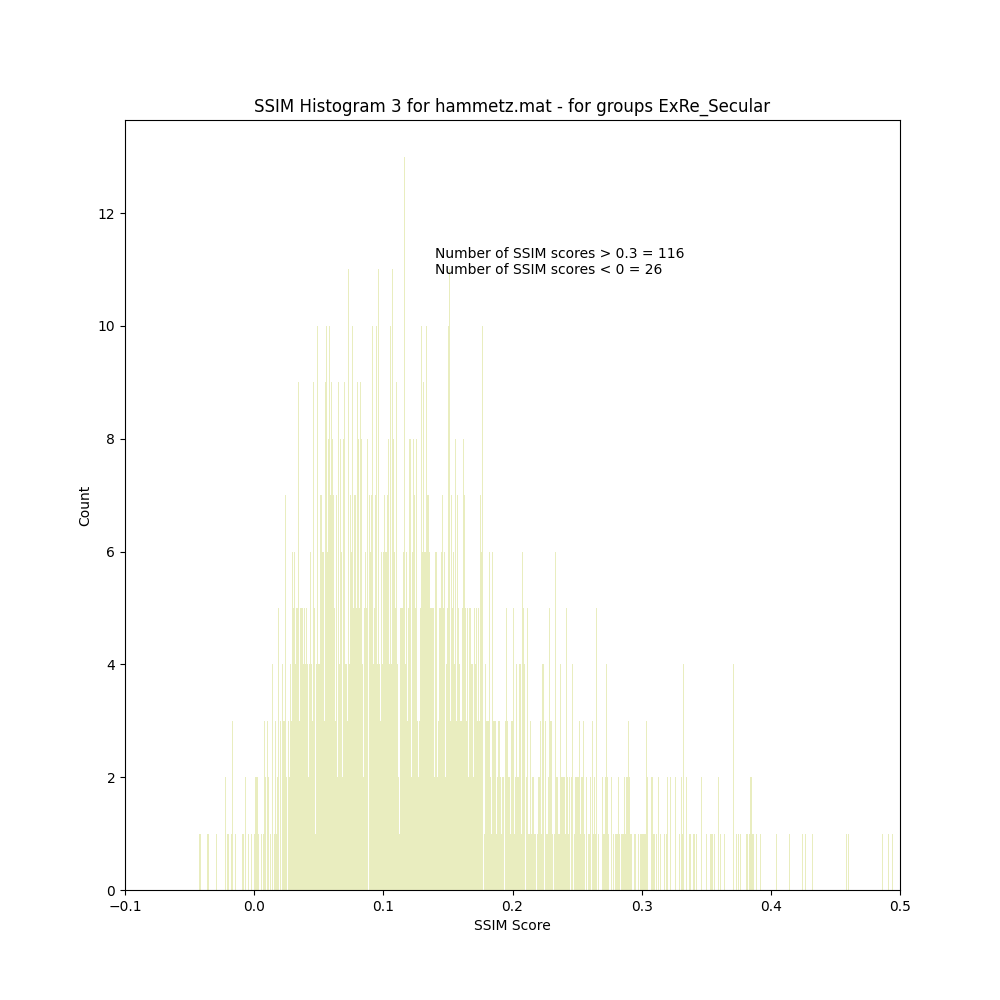 SSIM Histogram 3 for hammetz.mat - for groups ExRe_Secular
12
Number of SSIM scores > 0.3 = 116
Number of SSIM scores < 0 = 26
10
8
Count
6
4
2
0
−0.1 0.0 0.1 0.2 0.3 0.4 0.5
SSIM Score